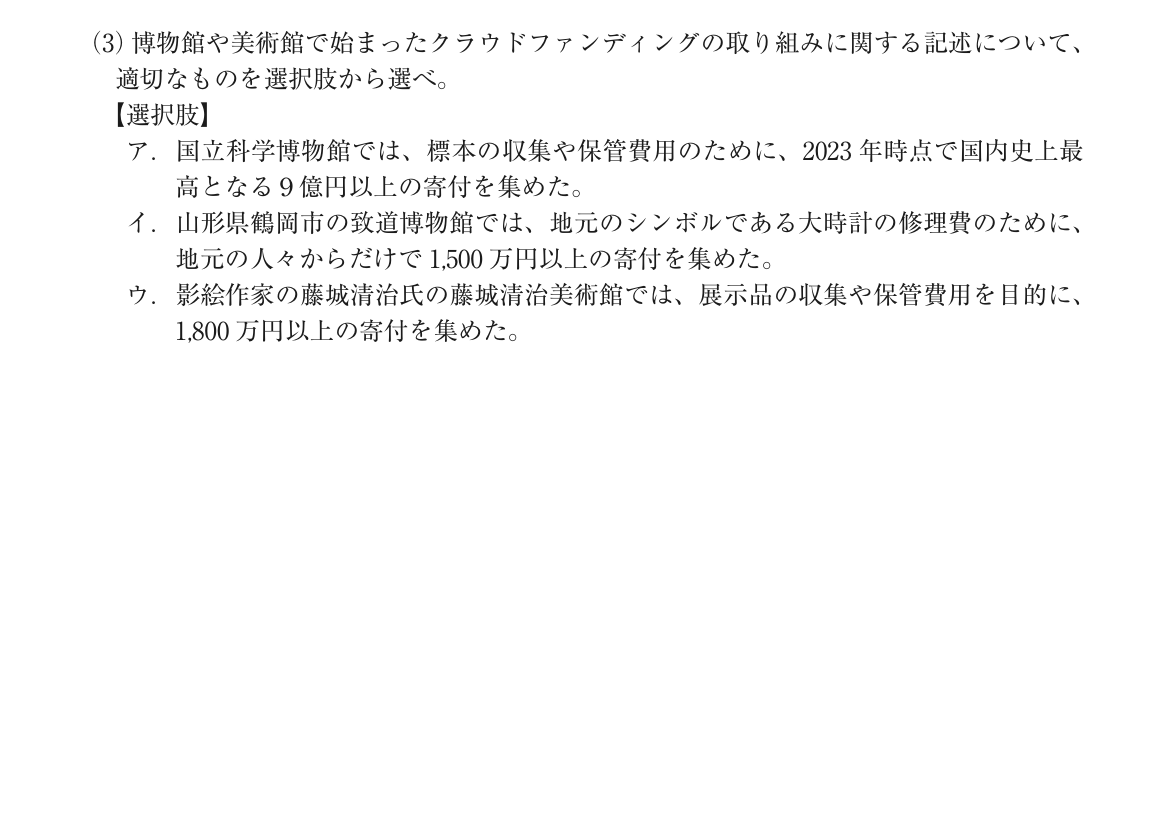 (3) 博物館や美術館で始まったクラウドファンディングの取り組みに関する記述について、
適切なものを選択肢から選べ。
【選択肢】
ア. 国立科学博物館では、標本の収集や保管費用のために、2023 年時点で国内史上最
高となる９億円以上の寄付を集めた。
イ. 山形県鶴岡市の致道博物館では、地元のシンボルである大時計の修理費のために、
地元の人々からだけで 1,500 万円以上の寄付を集めた。
ウ. 影絵作家の藤城清治氏の藤城清治美術館では、展示品の収集や保管費用を目的に、
1,800 万円以上の寄付を集めた。